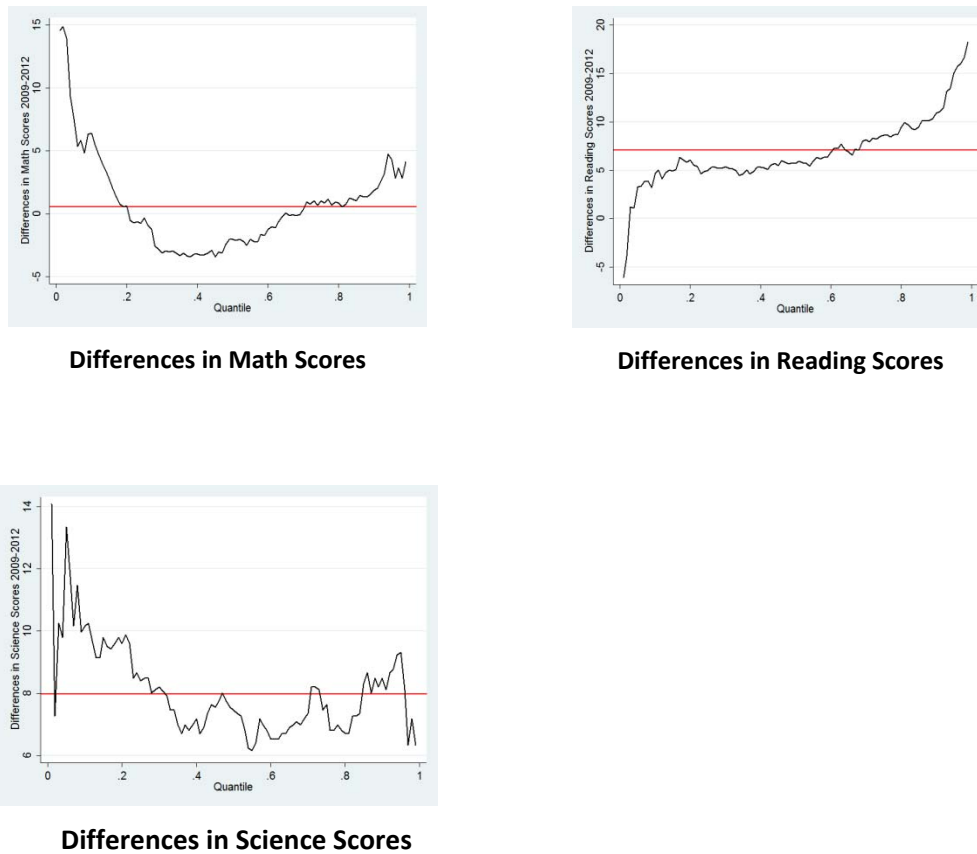 Differences in Math Scores 2009-2012
15
10
5
0
-5
0 .2 .4 .6 .8 1
Quantile
Differences in Math Scores
Differences in Reading Scores 2009-2012
20
15
10
5
0
-5
0 .2 .4 .6 .8 1
Quantile
Differences in Reading Scores
Differences in Science Scores 2009-2012
14
12
10
8
6
0 .2 .4 .6 .8 1
Quantile
Differences in Science Scores